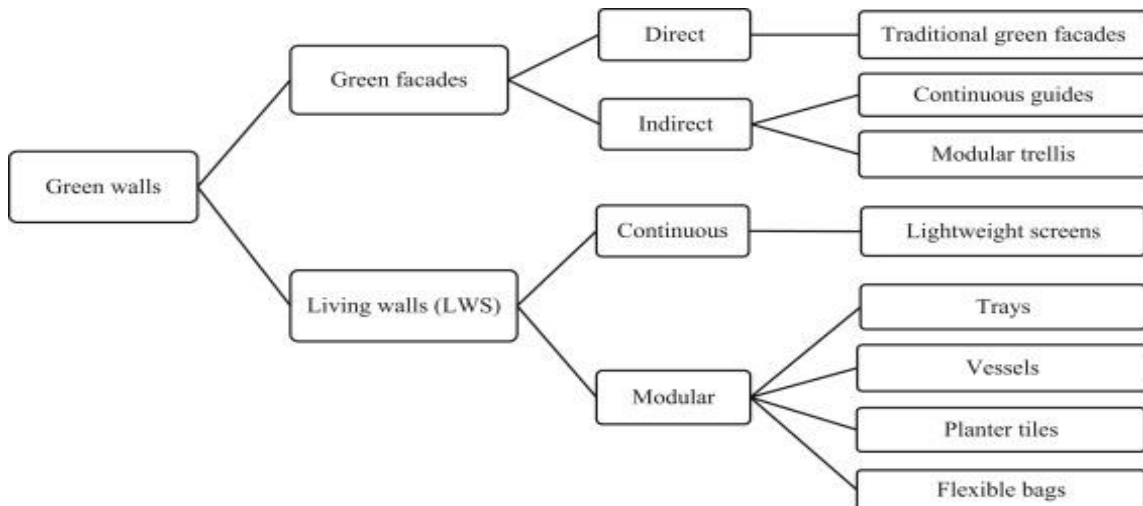 Green walls
Green facades
Direct
Traditional green facades
Indirect
Continuous guides
Modular trellis
Living walls (LWS)
Continuous
Lightweight screens
Modular
Trays
Vessels
Planter tiles
Flexible bags